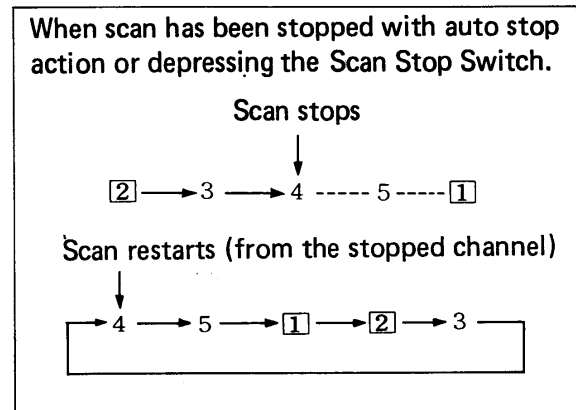 When scan has been stopped with auto stop
action or depressing the Scan Stop Switch.
Scan stops
2 3 4 5 1
Scan restarts (from the stopped channel)
4 5 1 2 3